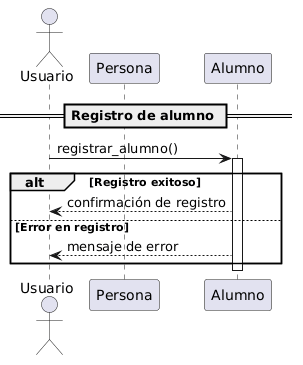 Usuario
Persona
Alumno
Registro de alumno
registrar_alumno()
alt
[Registro exitoso]
confirmación de registro
[Error en registro]
mensaje de error
Usuario
Persona
Alumno